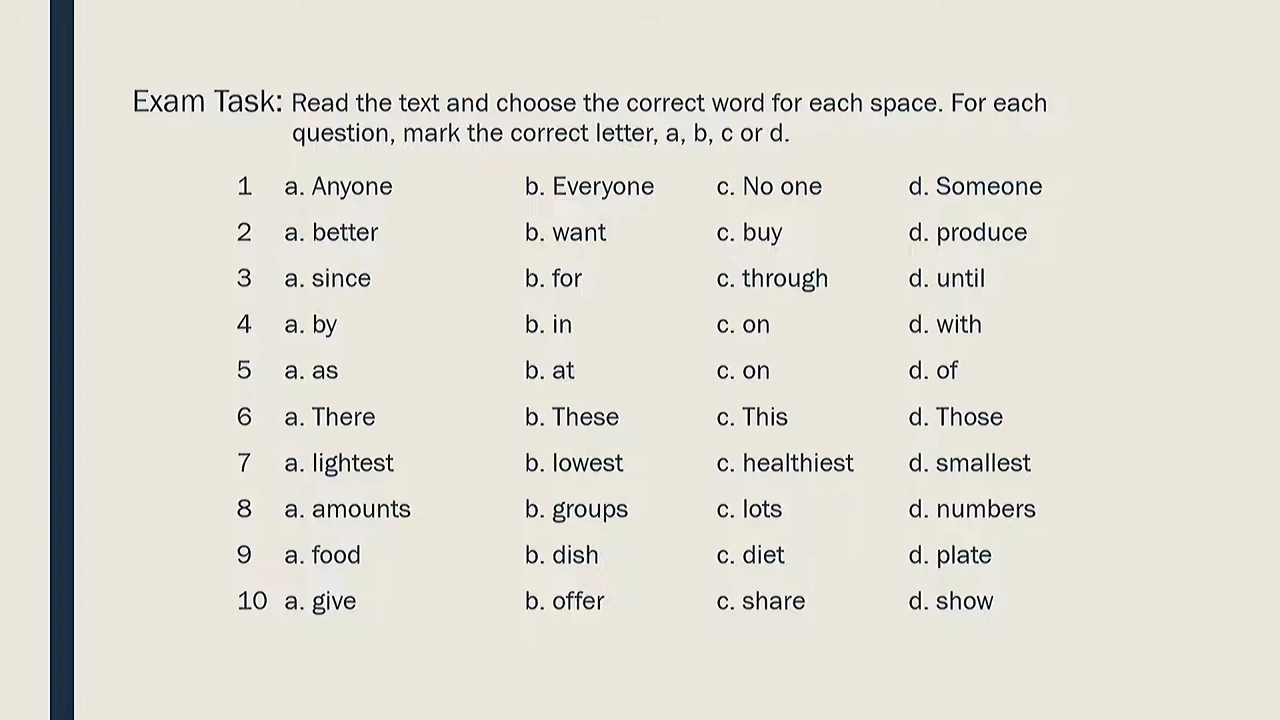 Exam Task: Read the text and choose the correct word for each space. For each
question, mark the correct letter, a, b, c or d.
1 a. Anyone b. Everyone c. No one d. Someone
2 a. better b. want c. buy d. produce
3 a. since b. for c. through d. until
4 a. by b. in c. on d. with
5 a. as b. at c. on d. of
6 a. There b. These c. This d. Those
7 a. lightest b. lowest c. healthiest d. smallest
8 a. amounts b. groups c. lots d. numbers
9 a. food b. dish c. diet d. plate
10 a. give b. offer c. share d. show